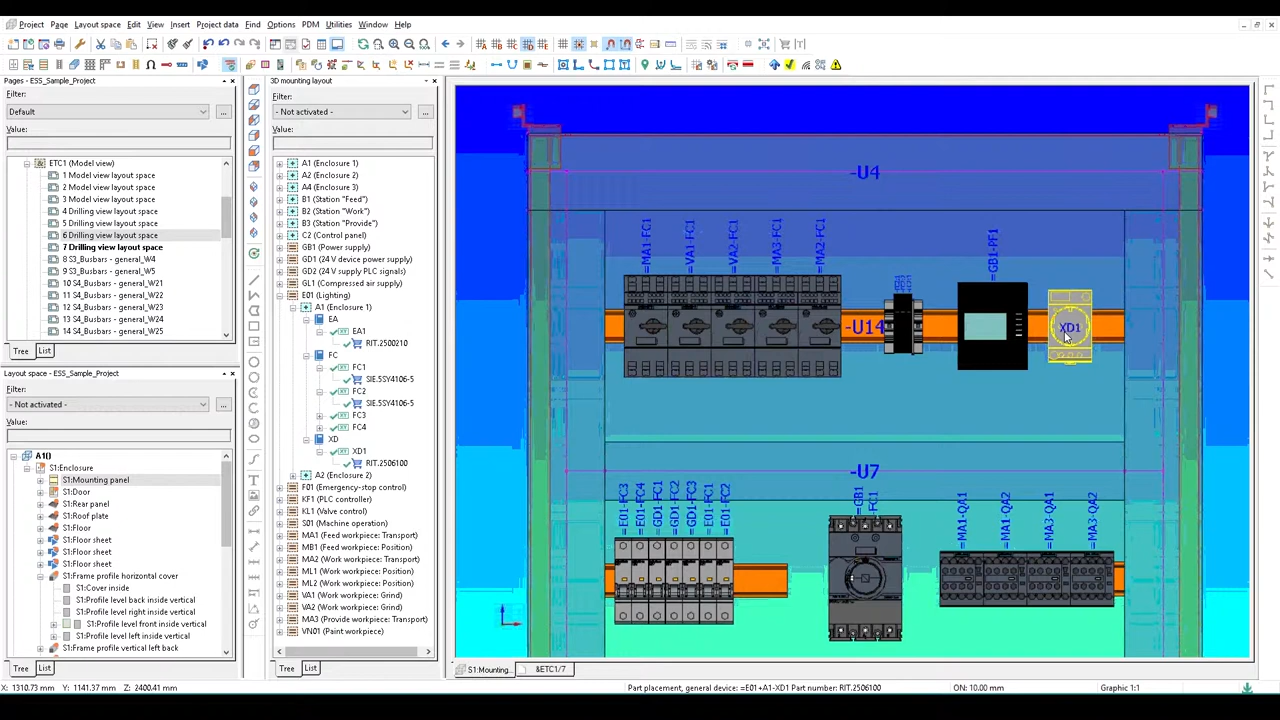 Project Page Layout space Edit View Insert Project data Find Options PDM Utilities Window Help
Pages - ESS_Sample_Project
Filter:
Default
...
Value:
ETC1 (Model view)
1 Model view layout space
2 Model view layout space
3 Model view layout space
4 Drilling view layout space
5 Drilling view layout space
6 Drilling view layout space
7 Drilling view layout space
8 S3_Busbars - general_W4
9 S3_Busbars - general_W5
10 S4_Busbars - general_W21
11 S4_Busbars - general_W22
12 S4_Busbars - general_W23
13 S4_Busbars - general_W24
14 S4_Busbars - general_W25
Tree List
Layout space - ESS_Sample_Project
Filter:
- Not activated -
...
Value:
A1()
S1:Enclosure
S1:Mounting panel
S1:Door
S1:Rear panel
S1:Roof plate
S1:Floor
S1:Floor sheet
S1:Floor sheet
S1:Floor sheet
S1:Frame profile horizontal cover
S1:Cover inside
S1:Profile level back inside vertical
S1:Profile level right inside vertical
S1:Profile level front inside vertical
S1:Profile level left inside vertical
S1:Frame profile vertical left back
Tree List
3D mounting layout
Filter:
- Not activated -
...
Value:
A1 (Enclosure 1)
A2 (Enclosure 2)
A4 (Enclosure 3)
B1 (Station "Feed")
B2 (Station "Work")
B3 (Station "Provide")
C2 (Control panel)
GB1 (Power supply)
GD1 (24 V device power supply)
GD2 (24 V supply PLC signals)
GL1 (Compressed air supply)
E01 (Lighting)
A1 (Enclosure 1)
EA
EA1
RIT.2500210
FC
FC1
SIE.5SY4106-5
FC2
SIE.5SY4106-5
FC3
FC4
XD
XD1
RIT.2506100
A2 (Enclosure 2)
F01 (Emergency-stop control)
KF1 (PLC controller)
KL1 (Valve control)
S01 (Machine operation)
MA1 (Feed workpiece: Transport)
MB1 (Feed workpiece: Position)
MA2 (Work workpiece: Transport)
ML1 (Work workpiece: Position)
ML2 (Work workpiece: Position)
VA1 (Work workpiece: Grind)
VA2 (Work workpiece: Grind)
MA3 (Provide workpiece: Transport)
VN01 (Paint workpiece)
Tree List
-U4
=MA1-FC1
=VA1-FC1
=VA2-FC1
=MA3-FC1
=MA2-FC1
=GB1-PF1
-U14
XD1
-U7
=E01-FC3
=E01-FC4
=GD1-FC1
=GD1-FC2
=GD1-FC3
=E01-FC1
=E01-FC2
=GB1
-FC1
=MA1-QA1
=MA1-QA2
=MA3-QA1
=MA3-QA2
S1:Mounting... &ETC1/7
X: 1310.73 mm Y: 1141.37 mm Z: 2400.41 mm
Part placement, general device: =E01+A1-XD1 Part number: RIT.2506100
ON: 10.00 mm
Graphic 1:1